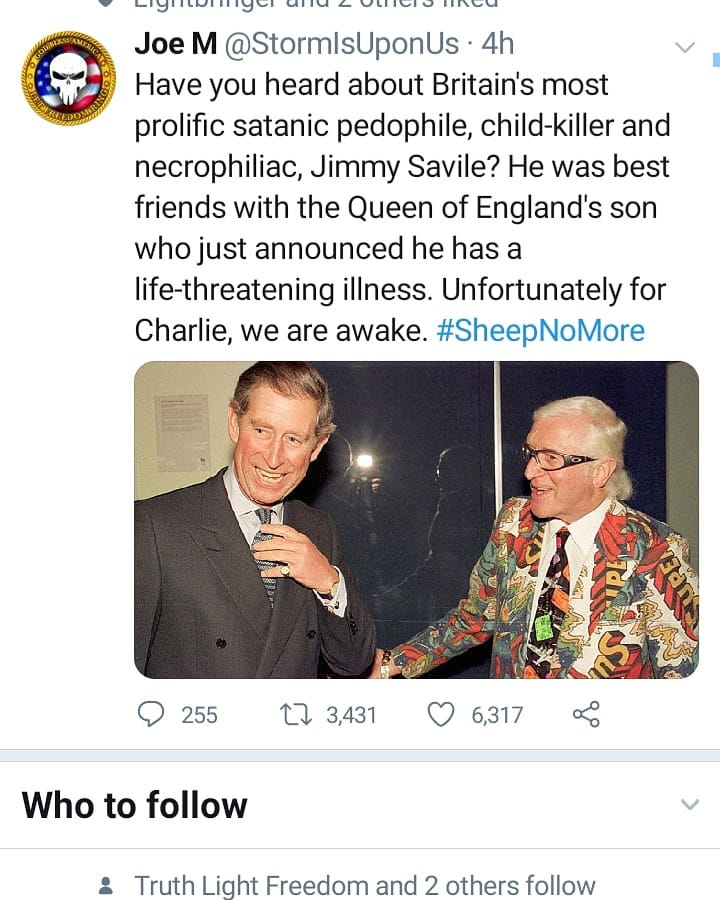 Lightbringer and 2 others liked
Joe M @StormIsUponUs · 4h
Have you heard about Britain's most
prolific satanic pedophile, child-killer and
necrophiliac, Jimmy Savile? He was best
friends with the Queen of England's son
who just announced he has a
life-threatening illness. Unfortunately for
Charlie, we are awake. #SheepNoMore
255 3,431 6,317
Who to follow
Truth Light Freedom and 2 others follow